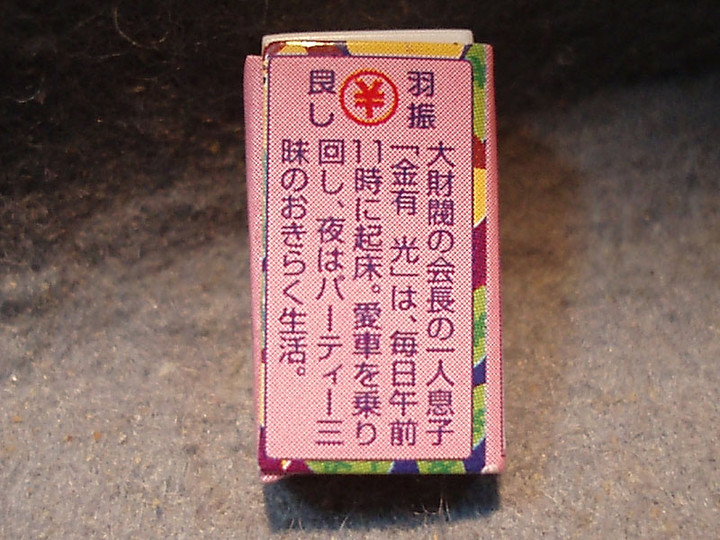 羽振 ¥ 良し
大財閥の会長の一人息子
「金有 光」は、毎日午前
11時に起床。愛車を乗り
回し、夜はパーティー三
昧のおきらく生活。